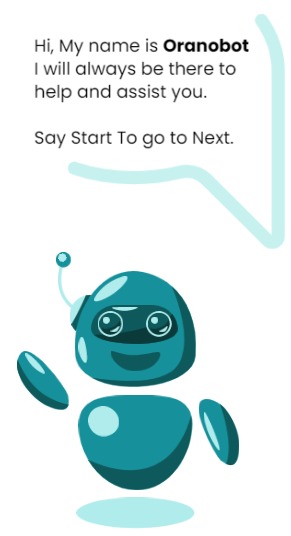 Hi, My name is Oranobot
I will always be there to
help and assist you.
Say Start To go to Next.